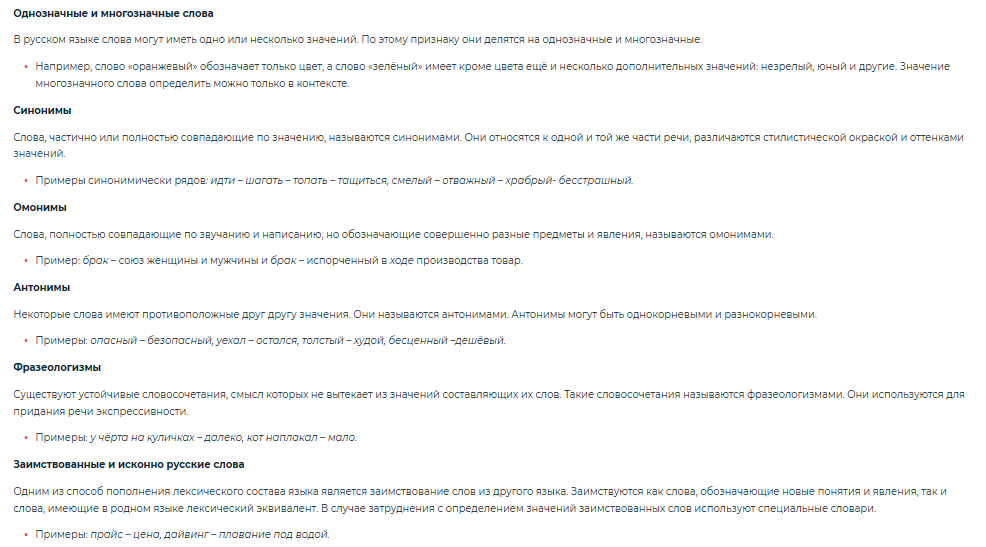 Однозначные и многозначные слова
В русском языке слова могут иметь одно или несколько значений. По этому признаку они делятся на однозначные и многозначные.
• Например, слово «оранжевый» обозначает только цвет, а слово «зелёный» имеет кроме цвета ещё и несколько дополнительных значений: незрелый, юный и другие. Значение
многозначного слова определить можно только в контексте.
Синонимы
Слова, частично или полностью совпадающие по значению, называются синонимами. Они относятся к одной и той же части речи, различаются стилистической окраской и оттенками
значений.
• Примеры синонимически рядов: идти – шагать – топать – тащиться, смелый – отважный – храбрый- бесстрашный.
Омонимы
Слова, полностью совпадающие по звучанию и написанию, но обозначающие совершенно разные предметы и явления, называются омонимами.
• Пример: брак – союз женщины и мужчины и брак – испорченный в ходе производства товар.
Антонимы
Некоторые слова имеют противоположные друг другу значения. Они называются антонимами. Антонимы могут быть однокорневыми и разнокорневыми.
• Примеры: опасный – безопасный, уехал – остался, толстый – худой, бесценный –дешёвый.
Фразеологизмы
Существуют устойчивые словосочетания, смысл которых не вытекает из значений составляющих их слов. Такие словосочетания называются фразеологизмами. Они используются для
придания речи экспрессивности.
• Примеры: у чёрта на куличках – далеко, кот наплакал – мало.
Заимствованные и исконно русские слова
Одним из способ пополнения лексического состава языка является заимствование слов из другого языка. Заимствуются как слова, обозначающие новые понятия и явления, так и
слова, имеющие в родном языке лексический эквивалент. В случае затруднения с определением значений заимствованных слов используют специальные словари.
• Примеры: прайс – цена, дайвинг – плавание под водой.